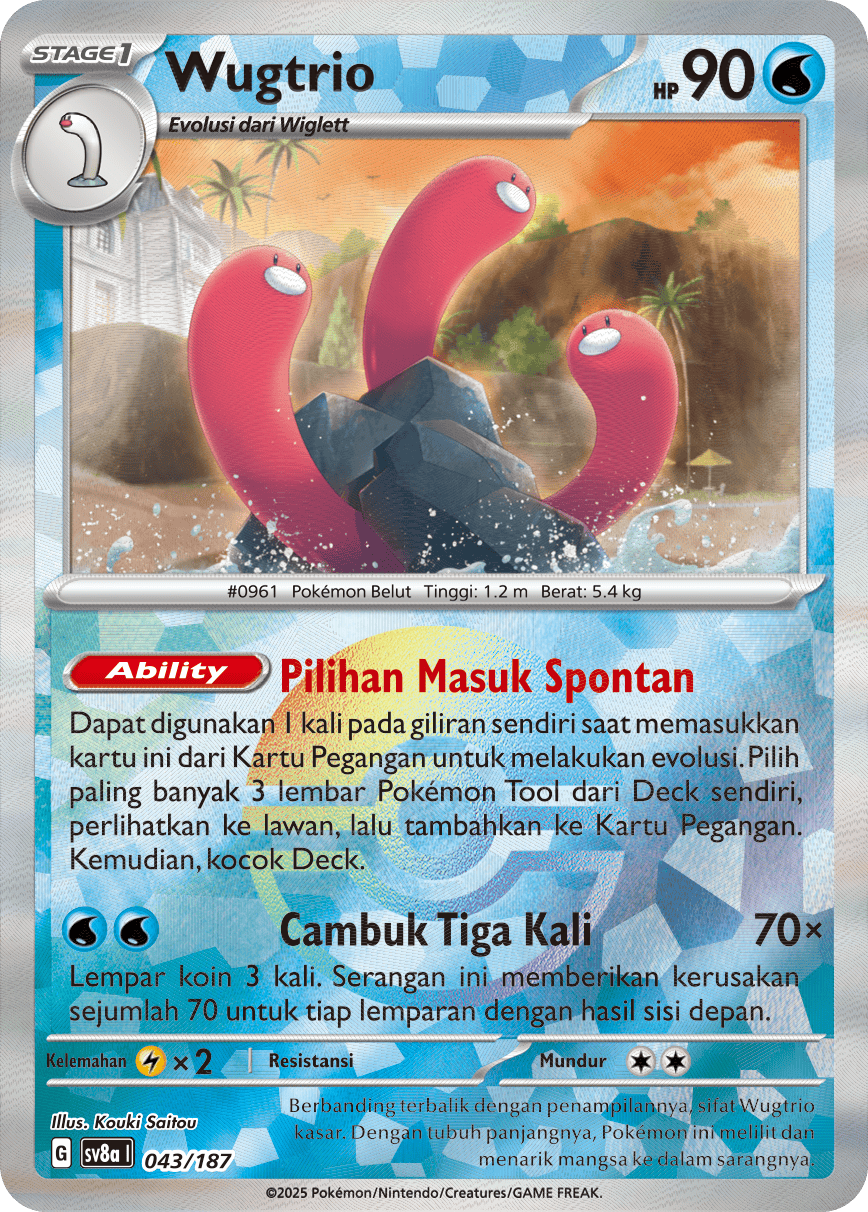 STAGE1
Wugtrio
HP 90
Evolusi dari Wiglett
#0961 Pokémon Belut Tinggi: 1.2 m Berat: 5.4 kg
Ability Pilihan Masuk Spontan
Dapat digunakan 1 kali pada giliran sendiri saat memasukkan
kartu ini dari Kartu Pegangan untuk melakukan evolusi. Pilih
paling banyak 3 lembar Pokémon Tool dari Deck sendiri,
perlihatkan ke lawan, lalu tambahkan ke Kartu Pegangan.
Kemudian, kocok Deck.
Cambuk Tiga Kali 70×
Lempar koin 3 kali. Serangan ini memberikan kerusakan
sejumlah 70 untuk tiap lemparan dengan hasil sisi depan.
Kelemahan ×2 Resistansi Mundur
Illus. Kouki Saitou
G sv8a I 043/187
Berbanding terbalik dengan penampilannya, sifat Wugtrio
kasar. Dengan tubuh panjangnya, Pokémon ini melilit dan
menarik mangsa ke dalam sarangnya.
©2025 Pokémon/Nintendo/Creatures/GAME FREAK.